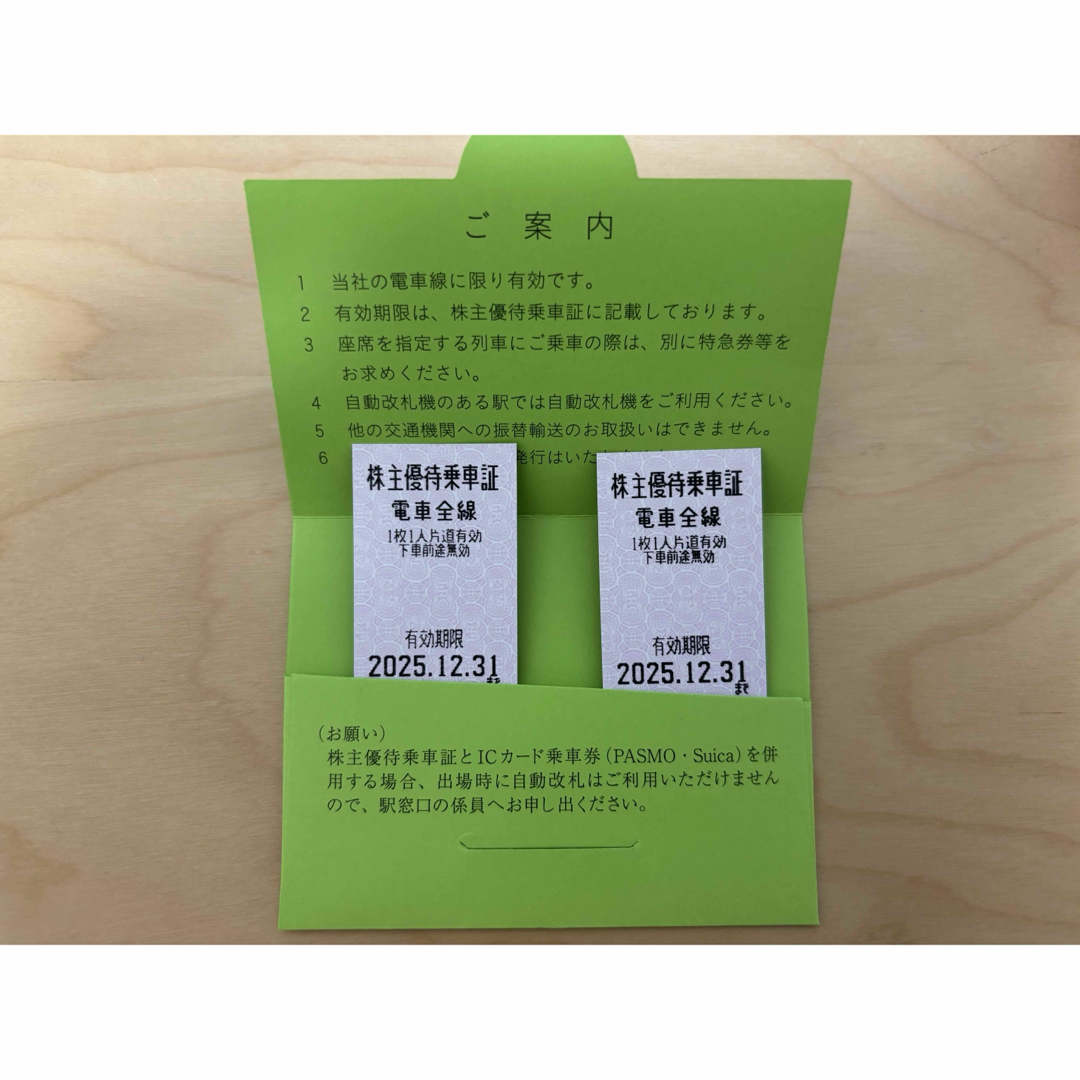 ご案内
1 当社の電車線に限り有効です。
2 有効期限は、株主優待乗車証に記載しております。
3 座席を指定する列車にご乗車の際は、別に特急券等を
お求めください。
4 自動改札機のある駅では自動改札機をご利用ください。
5 他の交通機関への振替輸送のお取扱いはできません。
6 発行はいた
株主優待乗車証
電車全線
1枚1人片道有効
下車前途無効
有効期限
2025.12.31
まで
株主優待乗車証
電車全線
1枚1人片道有効
下車前途無効
有効期限
2025.12.31
まで
(お願い)
株主優待乗車証とICカード乗車券(PASMO・Suica)を併
用する場合、出場時に自動改札はご利用いただけません
ので、駅窓口の係員へお申し出ください。